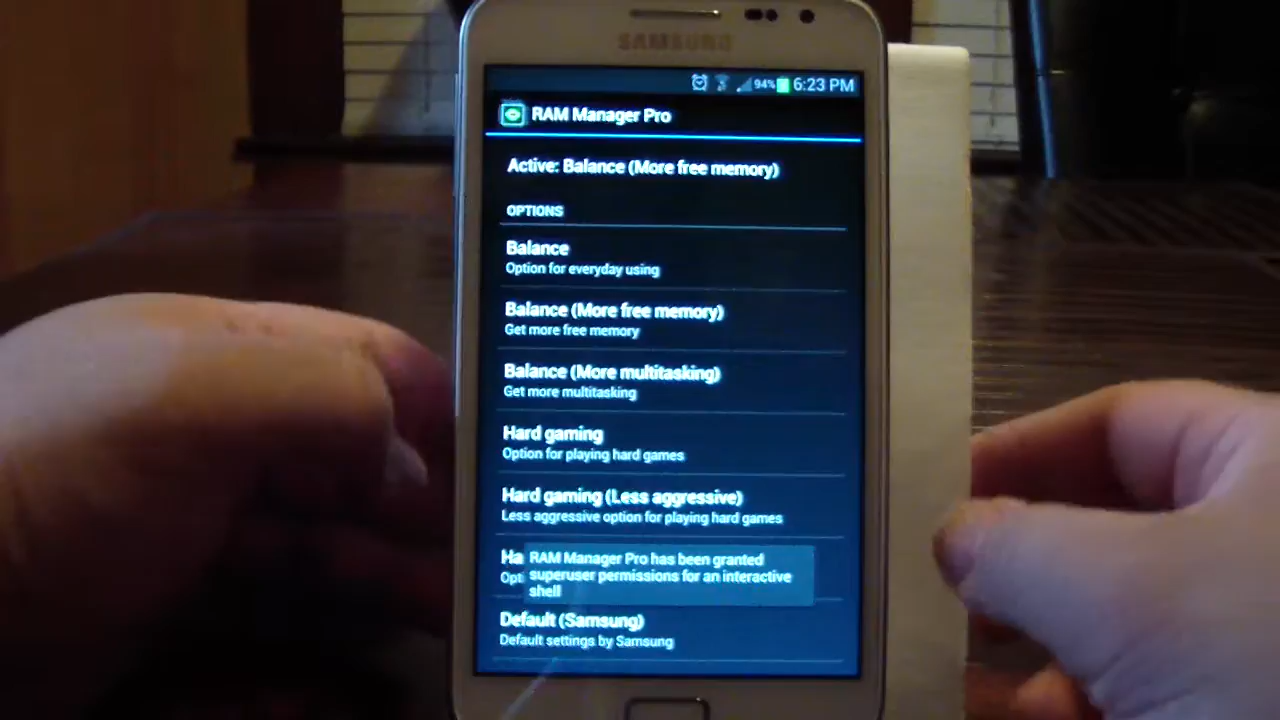 SAMSUNG
94% 6:23 PM
RAM Manager Pro
Active: Balance (More free memory)
OPTIONS
Balance
Option for everyday using
Balance (More free memory)
Get more free memory
Balance (More multitasking)
Get more multitasking
Hard gaming
Option for playing hard games
Hard gaming (Less aggressive)
Less aggressive option for playing hard games
Ha
Opt
RAM Manager Pro has been granted
superuser permissions for an interactive
shell
Default (Samsung)
Default settings by Samsung